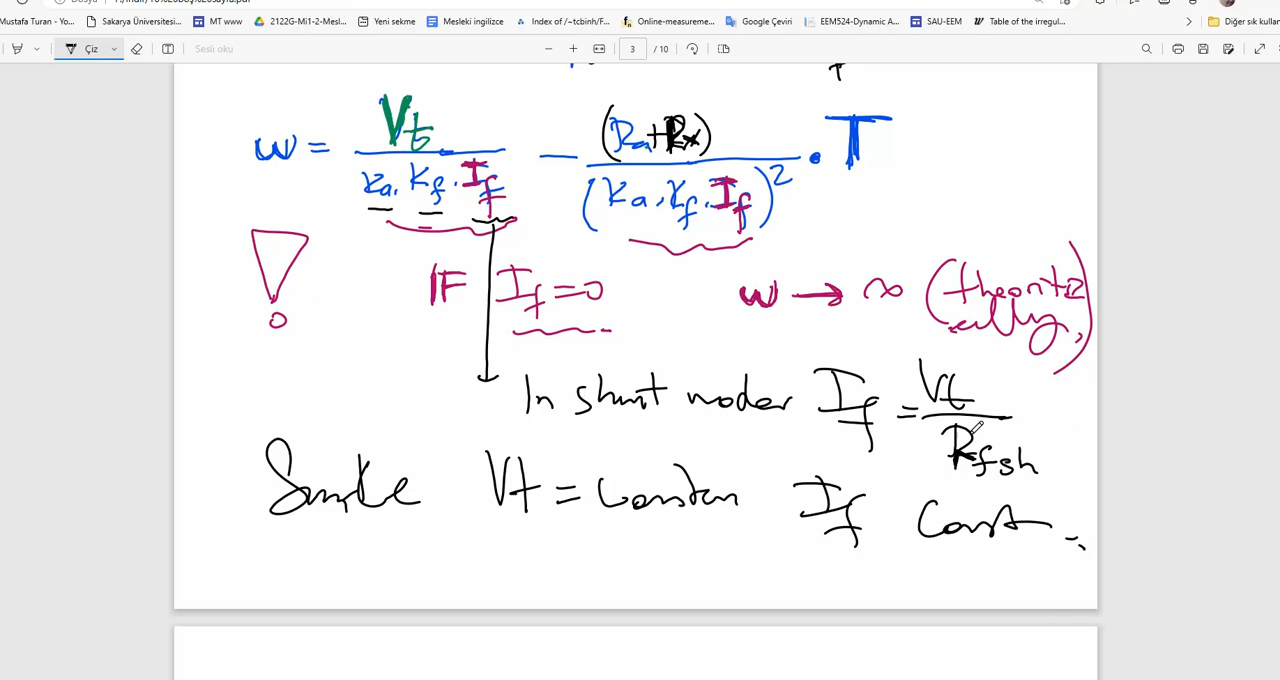 Mustafa Turan - Ou...
Sakarya Üniversitesi...
MT www
2122G-Mi1-2-Mesl...
Yeni sekme
Mesleki ingilizce
Index of /~tcbinh/F...
Online-measureme...
Google Çeviri
EEM524-Dynamic A...
SAU-EEM
Table of the irregul...
Diğer sık kullan
Çiz
Sesli oku
3 / 10
w = Vt / Ka. Kf. If — (Ra+Rx) / (Ka. Kf. If)² . T
! IF If = 0 w → ∞ (theoritically)
In shunt moder If = Vt / Rfsh
Vt = constan If const